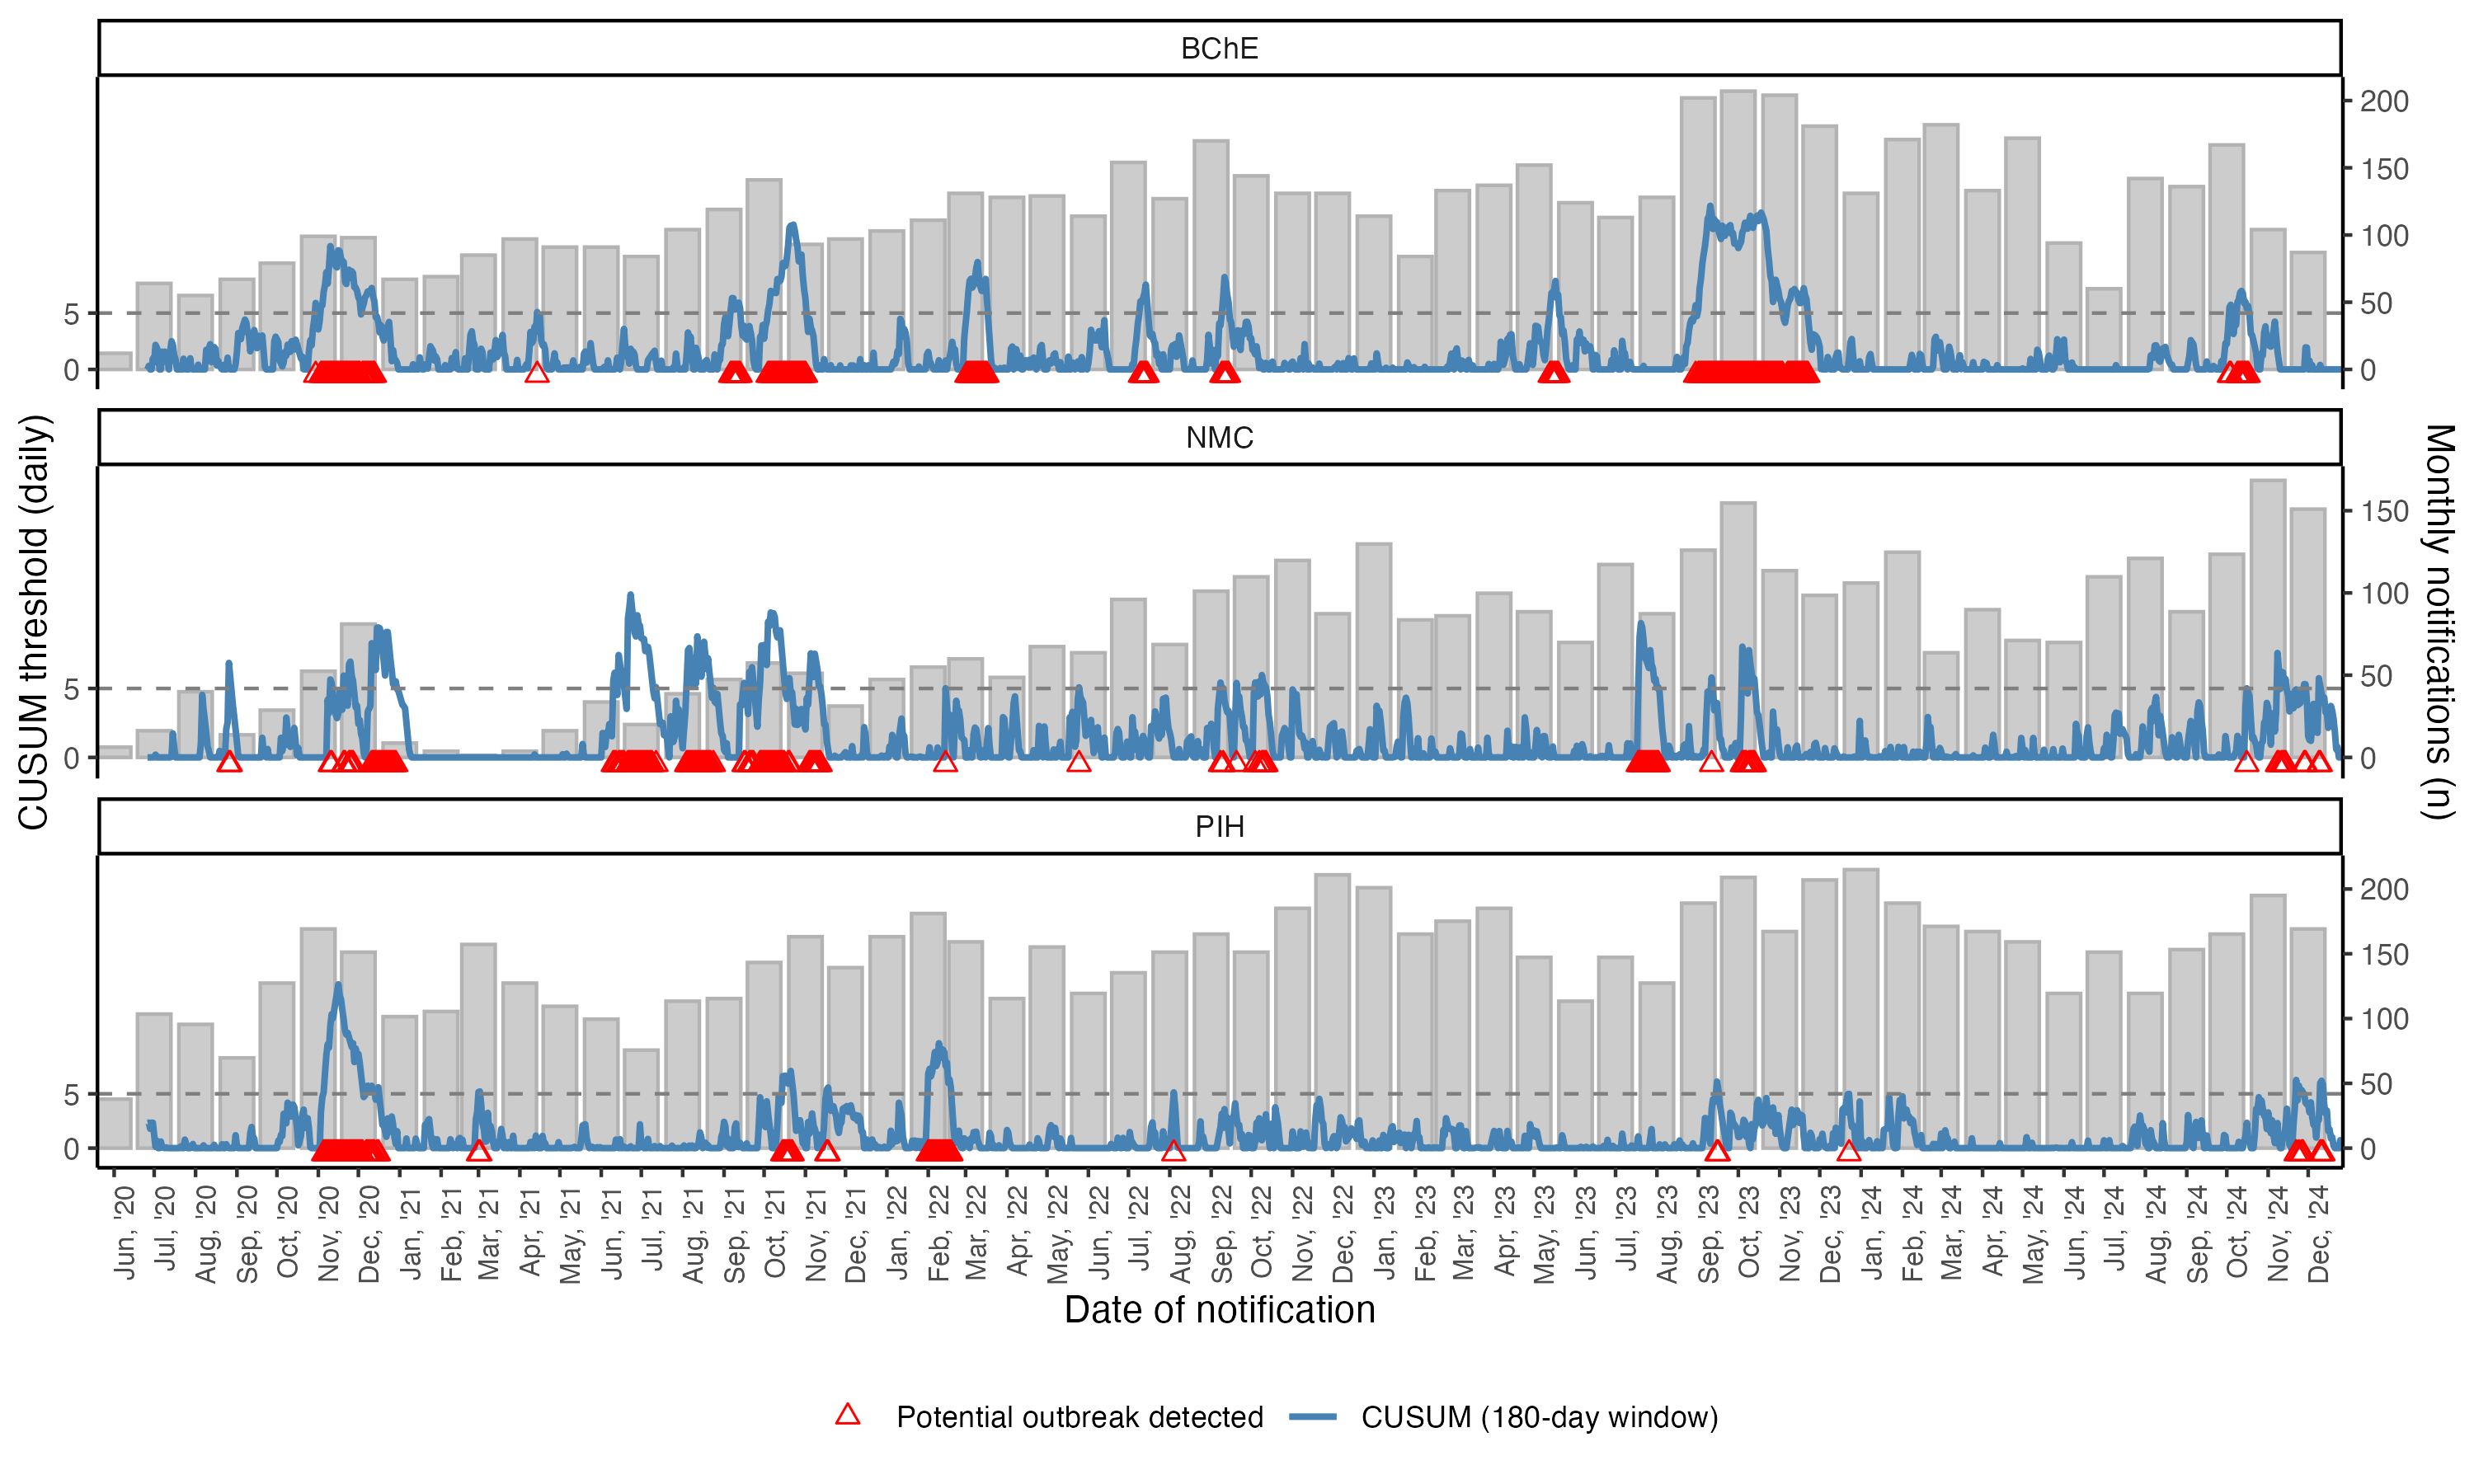 BChE
200
150
100
50
0
5
0
NMC
150
100
50
0
5
0
CUSUM threshold (daily)
Monthly notifications (n)
PIH
200
150
100
50
0
5
0
Jun, '20
Jul, '20
Aug, '20
Sep, '20
Oct, '20
Nov, '20
Dec, '20
Jan, '21
Feb, '21
Mar, '21
Apr, '21
May, '21
Jun, '21
Jul, '21
Aug, '21
Sep, '21
Oct, '21
Nov, '21
Dec, '21
Jan, '22
Feb, '22
Mar, '22
Apr, '22
May, '22
Jun, '22
Jul, '22
Aug, '22
Sep, '22
Oct, '22
Nov, '22
Dec, '22
Jan, '23
Feb, '23
Mar, '23
Apr, '23
May, '23
Jun, '23
Jul, '23
Aug, '23
Sep, '23
Oct, '23
Nov, '23
Dec, '23
Jan, '24
Feb, '24
Mar, '24
Apr, '24
May, '24
Jun, '24
Jul, '24
Aug, '24
Sep, '24
Oct, '24
Nov, '24
Dec, '24
Date of notification
Potential outbreak detected
CUSUM (180-day window)